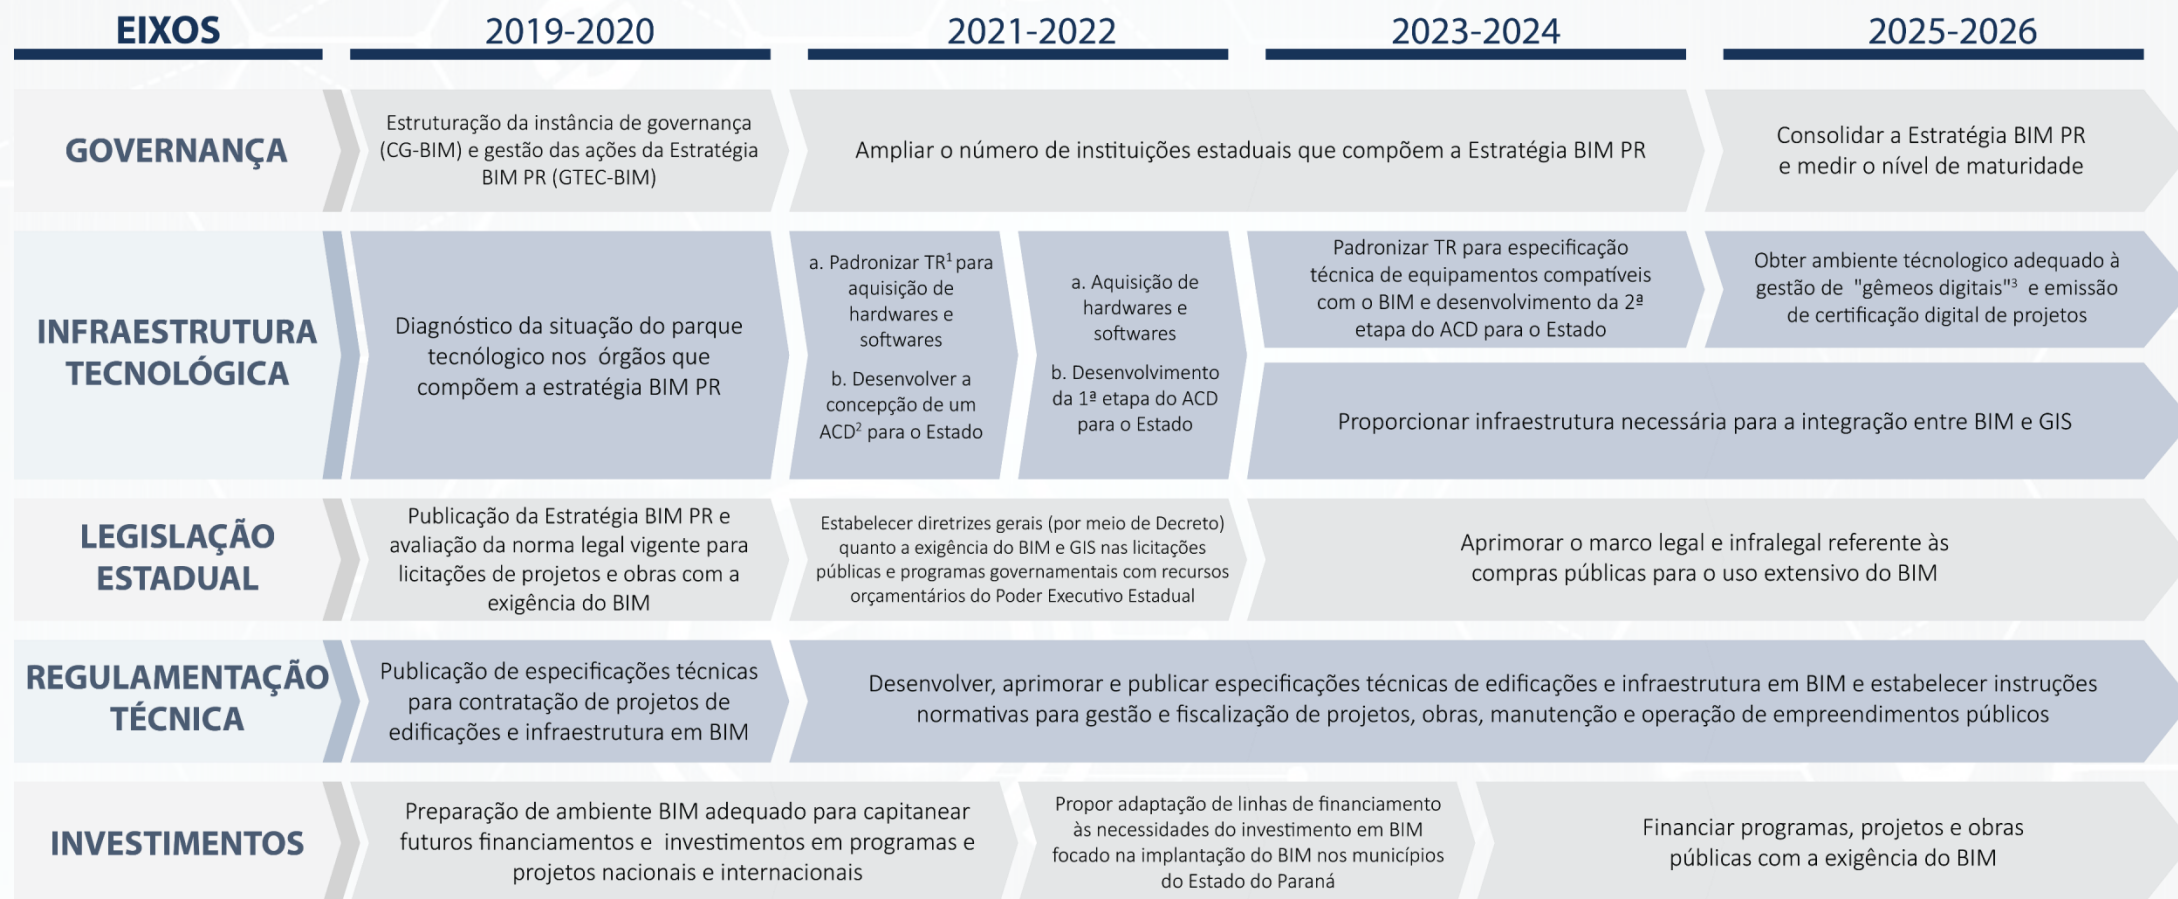 EIXOS
2019-2020
2021-2022
2023-2024
2025-2026
GOVERNANÇA
Estruturação da instância de governança
(CG-BIM) e gestão das ações da Estratégia
BIM PR (GTEC-BIM)
Ampliar o número de instituições estaduais que compõem a Estratégia BIM PR
Consolidar a Estratégia BIM PR
e medir o nível de maturidade
INFRAESTRUTURA
TECNOLÓGICA
Diagnóstico da situação do parque
tecnólogico nos órgãos que
compõem a estratégia BIM PR
a. Padronizar TR¹ para
aquisição de
hardwares e
softwares
b. Desenvolver a
concepção de um
ACD² para o Estado
a. Aquisição de
hardwares e
softwares
b. Desenvolvimento
da 1ª etapa do ACD
para o Estado
Padronizar TR para especificação
técnica de equipamentos compatíveis
com o BIM e desenvolvimento da 2ª
etapa do ACD para o Estado
Obter ambiente técnologico adequado à
gestão de "gêmeos digitais"³ e emissão
de certificação digital de projetos
Proporcionar infraestrutura necessária para a integração entre BIM e GIS
LEGISLAÇÃO
ESTADUAL
Publicação da Estratégia BIM PR e
avaliação da norma legal vigente para
licitações de projetos e obras com a
exigência do BIM
Estabelecer diretrizes gerais (por meio de Decreto)
quanto a exigência do BIM e GIS nas licitações
públicas e programas governamentais com recursos
orçamentários do Poder Executivo Estadual
Aprimorar o marco legal e infralegal referente às
compras públicas para o uso extensivo do BIM
REGULAMENTAÇÃO
TÉCNICA
Publicação de especificações técnicas
para contratação de projetos de
edificações e infraestrutura em BIM
Desenvolver, aprimorar e publicar especificações técnicas de edificações e infraestrutura em BIM e estabelecer instruções
normativas para gestão e fiscalização de projetos, obras, manutenção e operação de empreendimentos públicos
INVESTIMENTOS
Preparação de ambiente BIM adequado para capitanear
futuros financiamentos e investimentos em programas e
projetos nacionais e internacionais
Propor adaptação de linhas de financiamento
às necessidades do investimento em BIM
focado na implantação do BIM nos municípios
do Estado do Paraná
Financiar programas, projetos e obras
públicas com a exigência do BIM